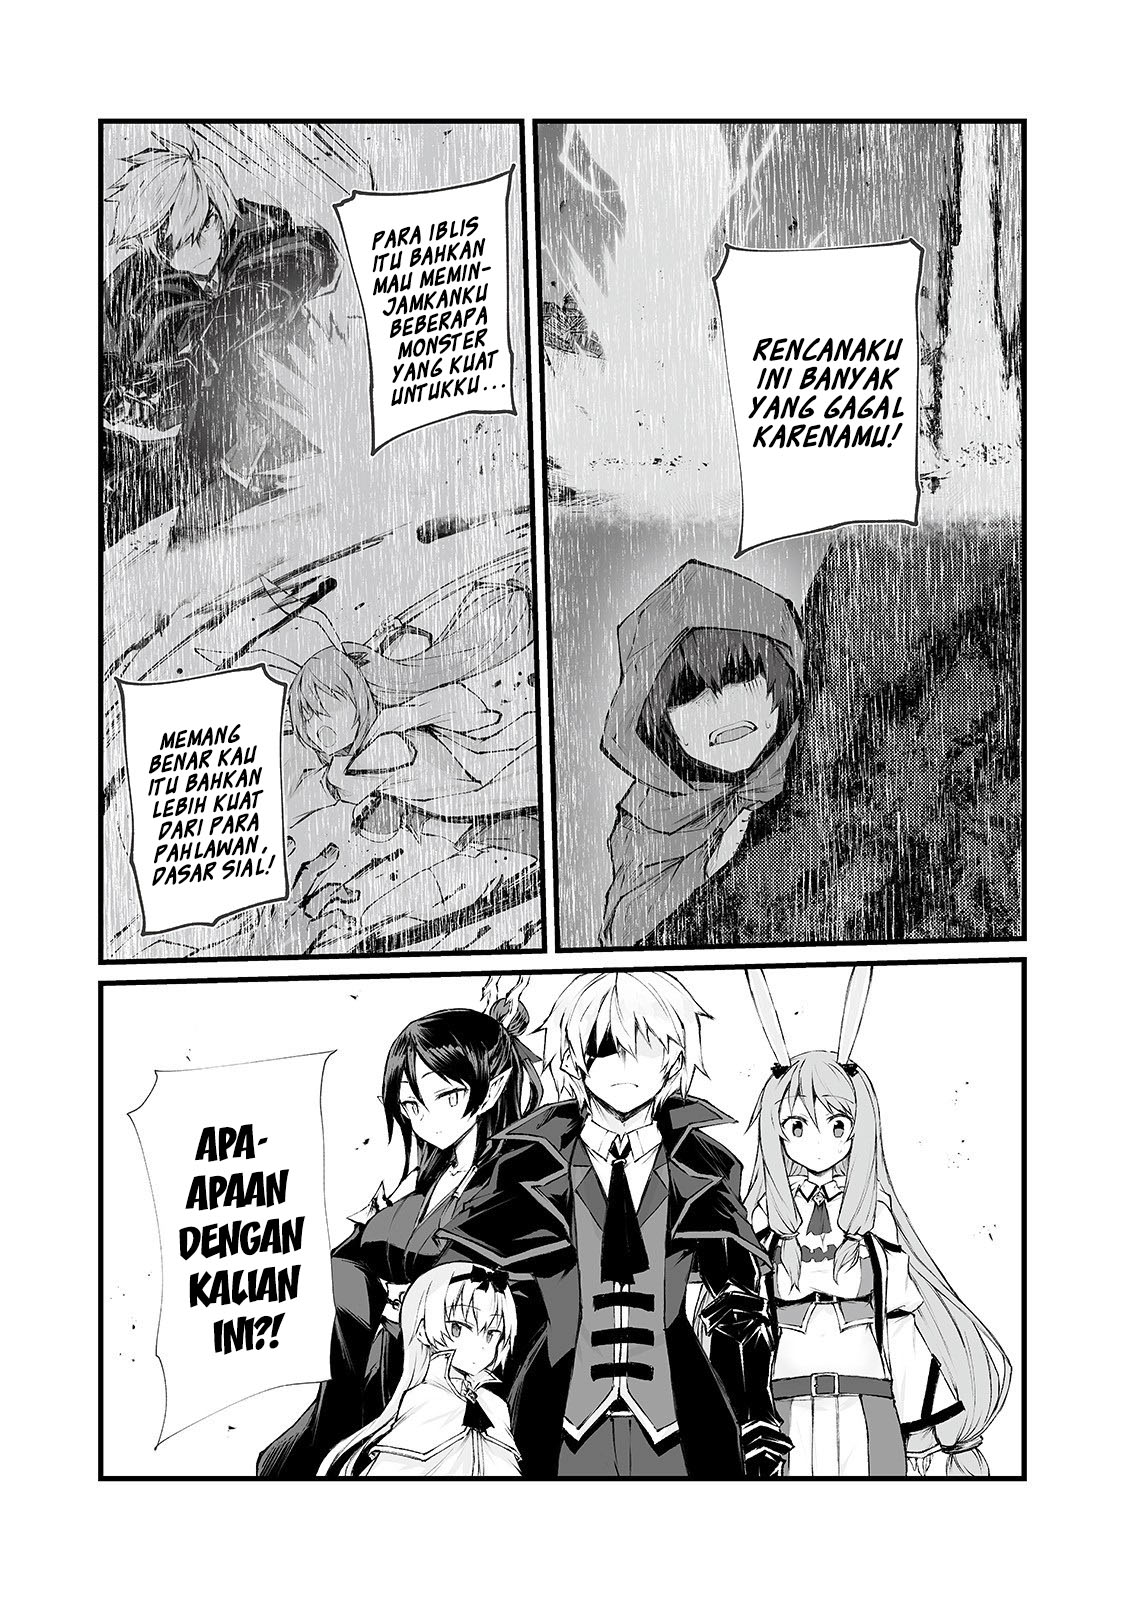 RENCANAKU
INI BANYAK
YANG GAGAL
KARENAMU!
PARA IBLIS
ITU BAHKAN
MAU MEMIN-
JAMKANKU
BEBERAPA
MONSTER
YANG KUAT
UNTUKKU...
MEMANG
BENAR KAU
ITU BAHKAN
LEBIH KUAT
DARI PARA
PAHLAWAN,
DASAR SIAL!
APA-
APAAN
DENGAN
KALIAN
INI?!